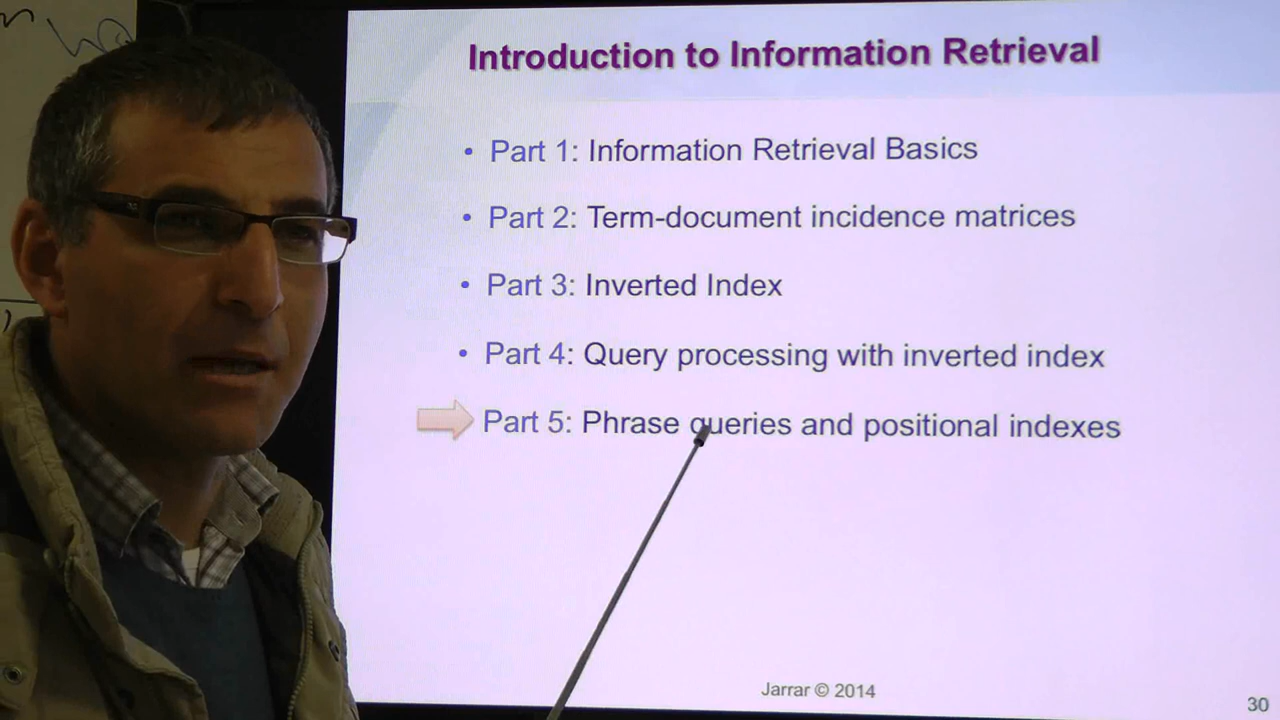 Introduction to Information Retrieval
• Part 1: Information Retrieval Basics
• Part 2: Term-document incidence matrices
• Part 3: Inverted Index
• Part 4: Query processing with inverted index
Part 5: Phrase queries and positional indexes
Jarrar © 2014
30